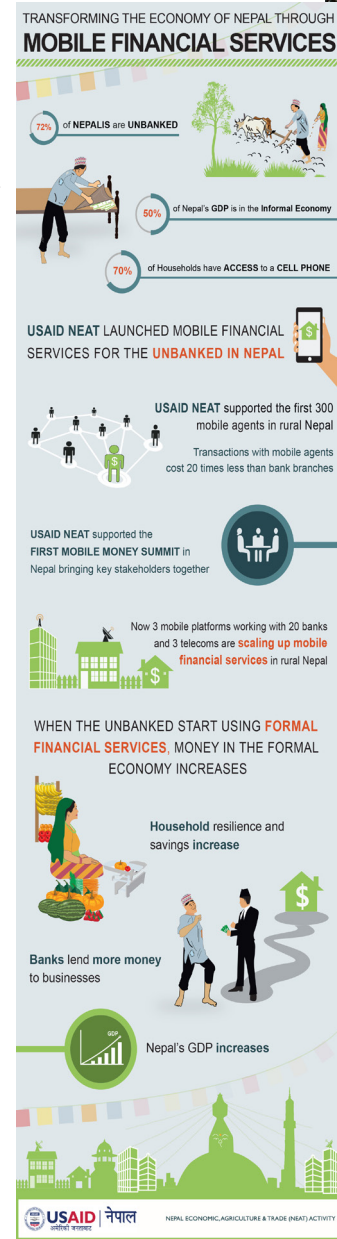 TRANSFORMING THE ECONOMY OF NEPAL THROUGH
MOBILE FINANCIAL SERVICES
72%
of NEPALIS are UNBANKED
50%
of Nepal's GDP is in the Informal Economy
70%
of Households have ACCESS to a CELL PHONE
USAID NEAT LAUNCHED MOBILE FINANCIAL
SERVICES FOR THE UNBANKED IN NEPAL
$
USAID NEAT supported the first 300
mobile agents in rural Nepal
Transactions with mobile agents
cost 20 times less than bank branches
$
USAID NEAT supported the
FIRST MOBILE MONEY SUMMIT in
Nepal bringing key stakeholders together
Now 3 mobile platforms working with 20 banks
and 3 telecoms are scaling up mobile
financial services in rural Nepal
$
WHEN THE UNBANKED START USING FORMAL
FINANCIAL SERVICES, MONEY IN THE FORMAL
ECONOMY INCREASES
Household resilience and
savings increase
$
Banks lend more money
to businesses
GDP
Nepal's GDP increases
USAID
अमेरिकी जनताबाट
नेपाल
NEPAL ECONOMIC, AGRICULTURE & TRADE (NEAT) ACTIVITY